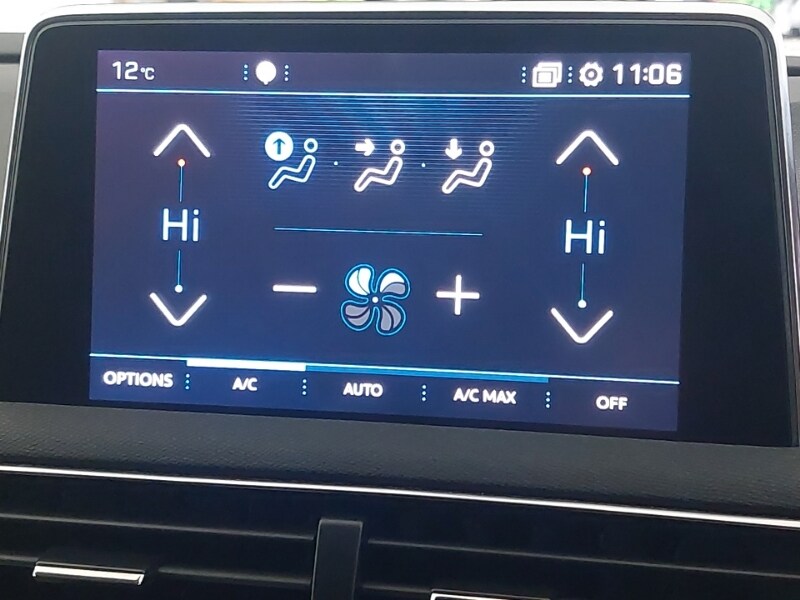 12°C
11:06
Hi
Hi
OPTIONS
A/C
AUTO
A/C MAX
OFF